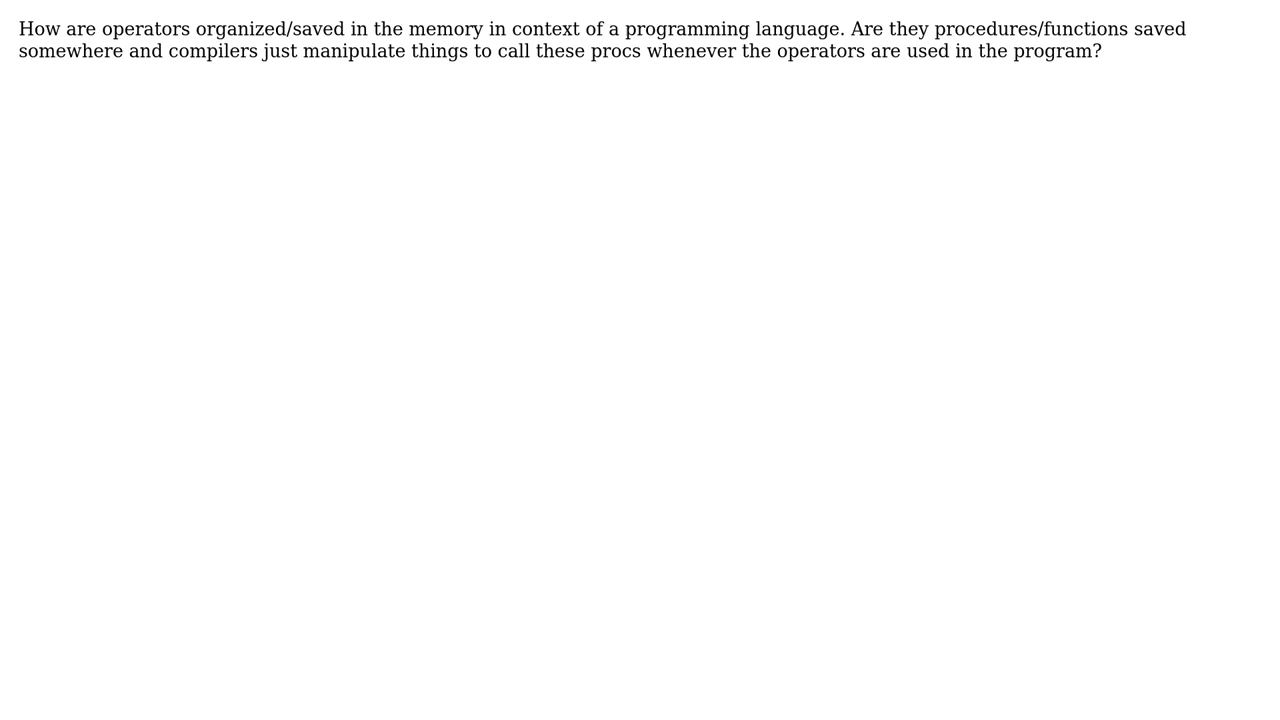 How are operators organized/saved in the memory in context of a programming language. Are they procedures/functions saved
somewhere and compilers just manipulate things to call these procs whenever the operators are used in the program?